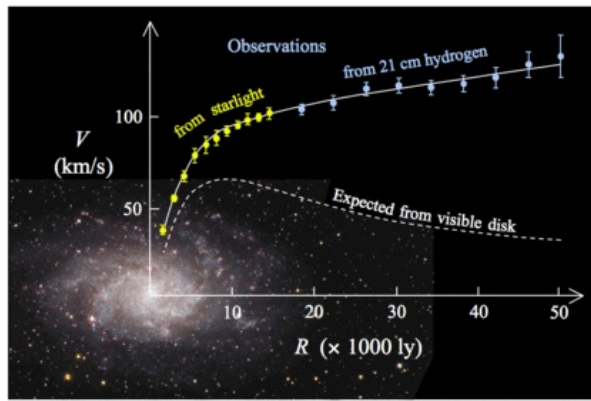 Observations
from 21 cm hydrogen
from starlight
V
(km/s)
100
50
Expected from visible disk
10
20
30
40
50
R (× 1000 ly)